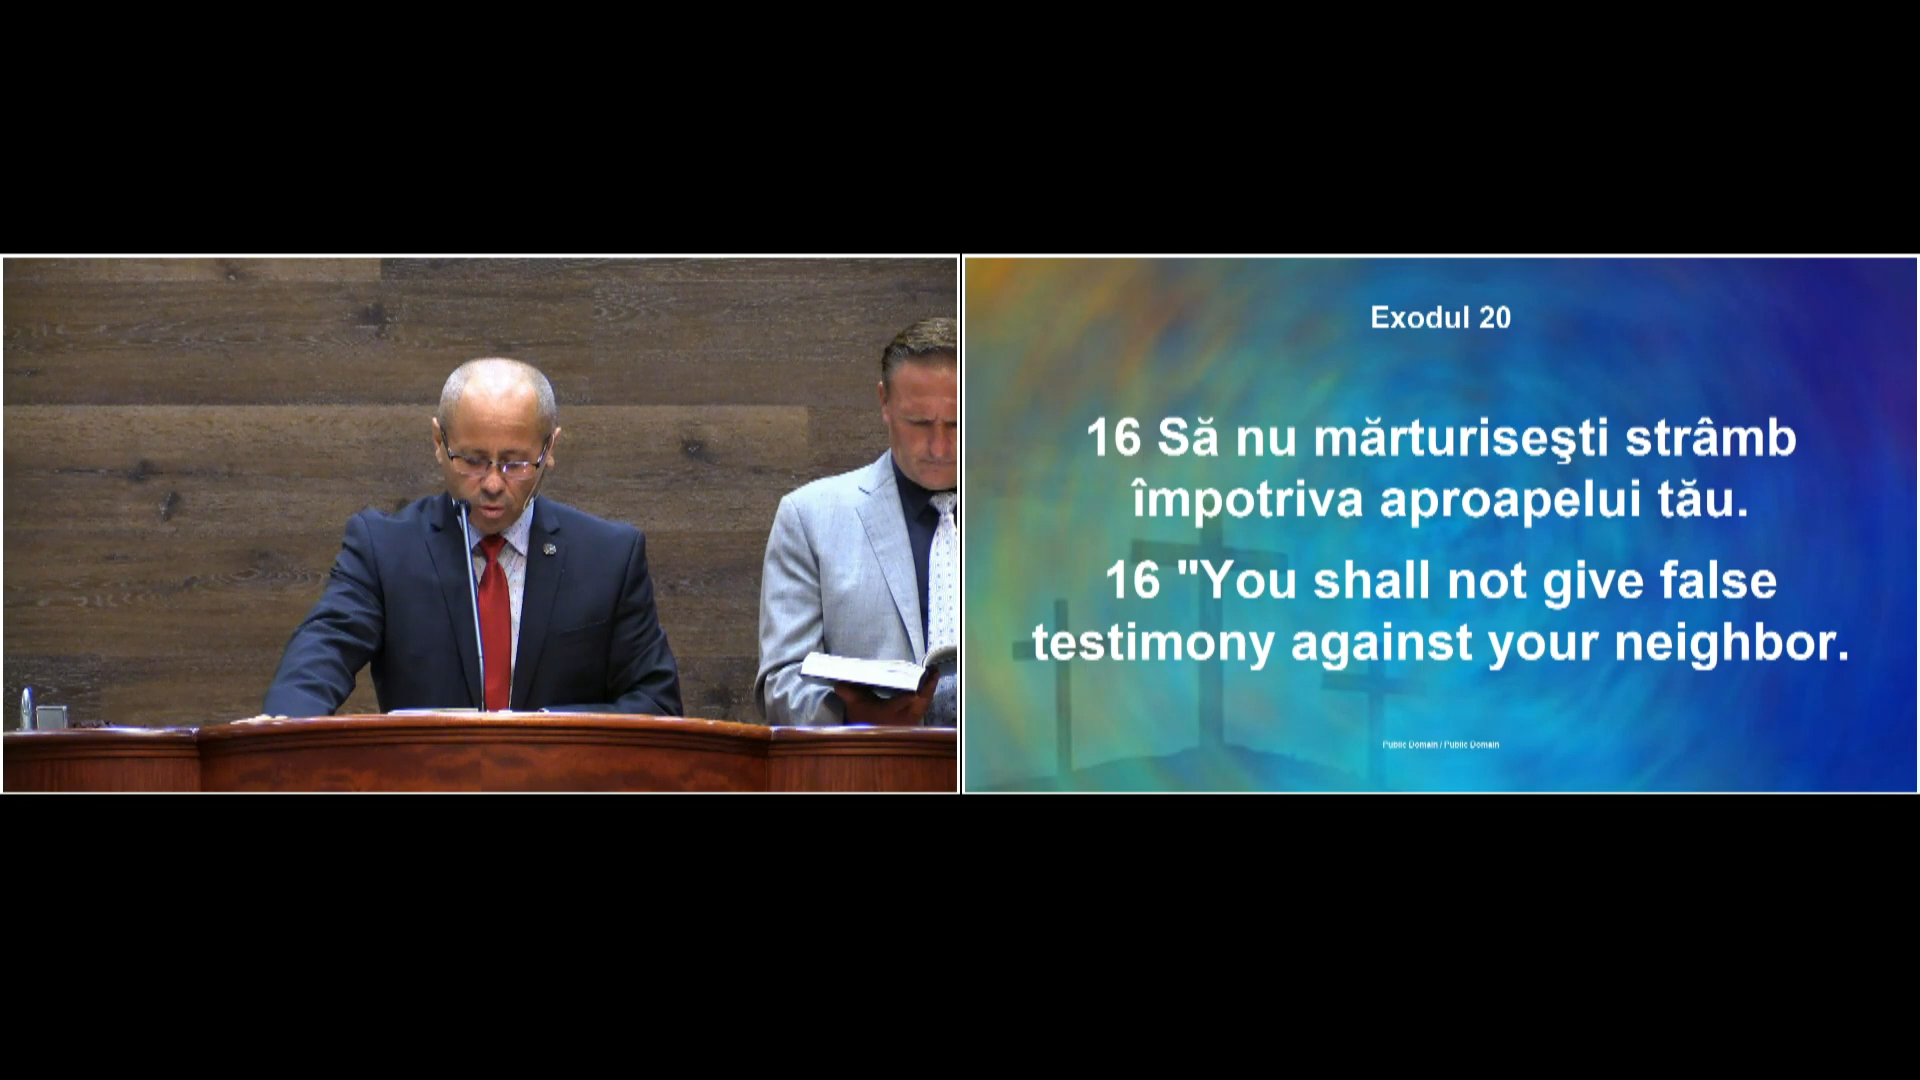 Exodul 20
16 Să nu mărturiseşti strâmb
împotriva aproapelui tău.
16 "You shall not give false
testimony against your neighbor.
Public Domain / Public Domain